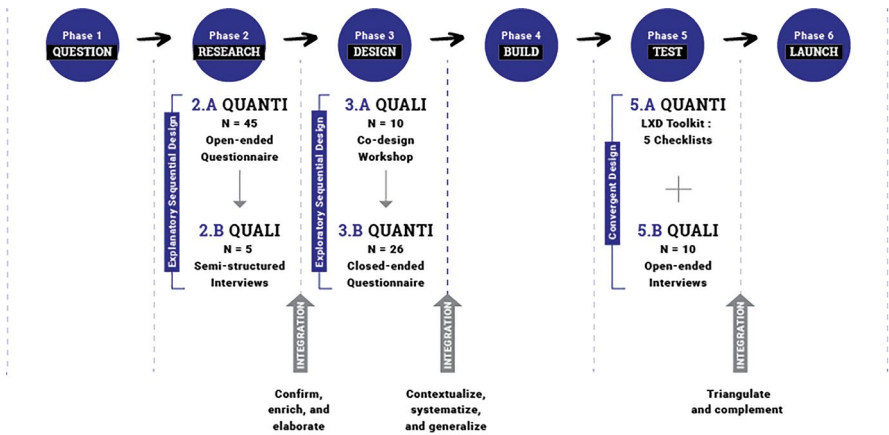 Phase 1
QUESTION
Phase 2
RESEARCH
Phase 3
DESIGN
Phase 4
BUILD
Phase 5
TEST
Phase 6
LAUNCH
Explanatory Sequential Design
2.A QUANTI
N = 45
Open-ended
Questionnaire
2.B QUALI
N = 5
Semi-structured
Interviews
Exploratory Sequential Design
3.A QUALI
N = 10
Co-design
Workshop
3.B QUANTI
N = 26
Closed-ended
Questionnaire
Convergent Design
5.A QUANTI
LXD Toolkit :
5 Checklists
+
5.B QUALI
N = 10
Open-ended
Interviews
INTEGRATION
Confirm,
enrich, and
elaborate
INTEGRATION
Contextualize,
systematize,
and generalize
INTEGRATION
Triangulate
and complement